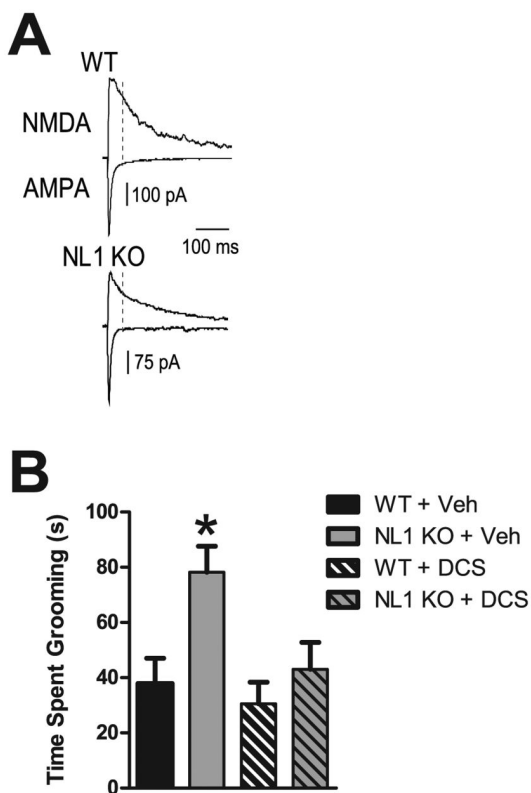 A
WT
NMDA
AMPA
100 pA
100 ms
NL1 KO
75 pA
B
Time Spent Grooming (s)
100
80
60
40
20
0
*
WT + Veh
NL1 KO + Veh
WT + DCS
NL1 KO + DCS